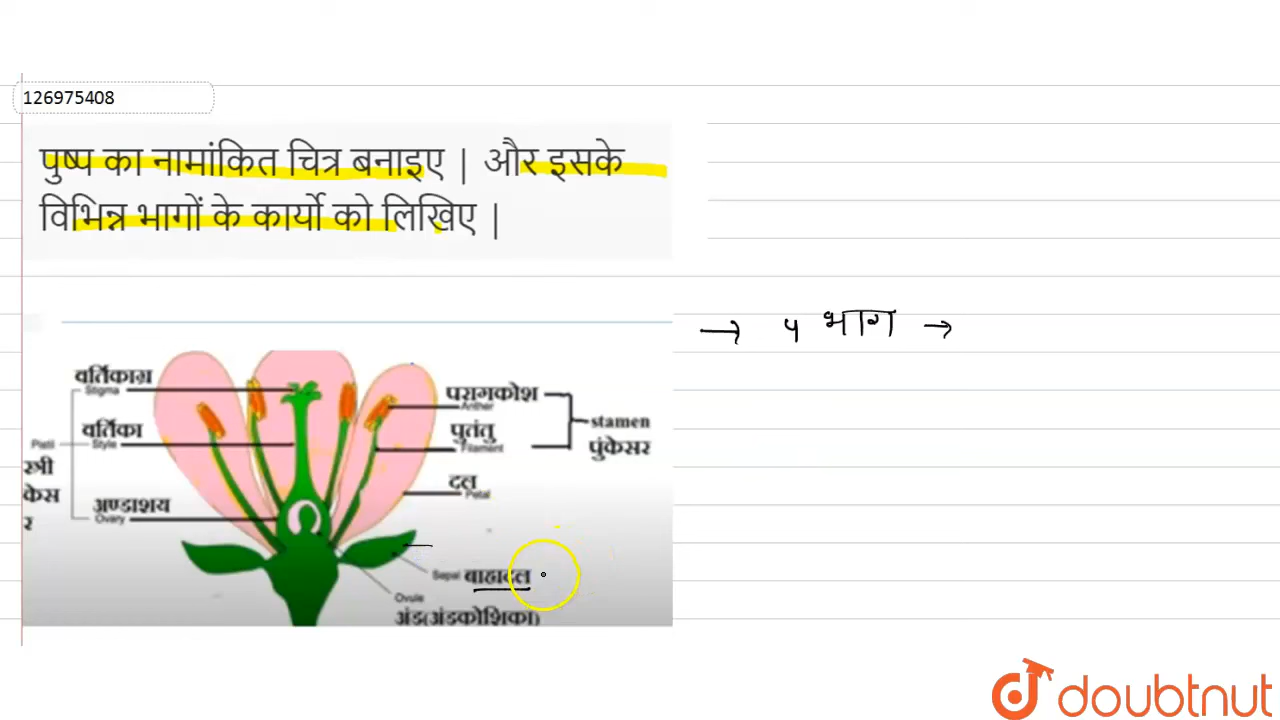 126975408
पुष्प का नामांकित चित्र बनाइए | और इसके
विभिन्न भागों के कार्यो को लिखिए |
→ 4 भाग →
वर्तिकाग्र
Stigma
वर्तिका
Style
Pistil
स्त्री
केस
र
अण्डाशय
Ovary
परागकोश
Anther
पुतंतु
Filament
stamen
पुंकेसर
दल
Petal
Sepal बाहादल
Ovule
अंड(अंडकोशिका)
doubtnut